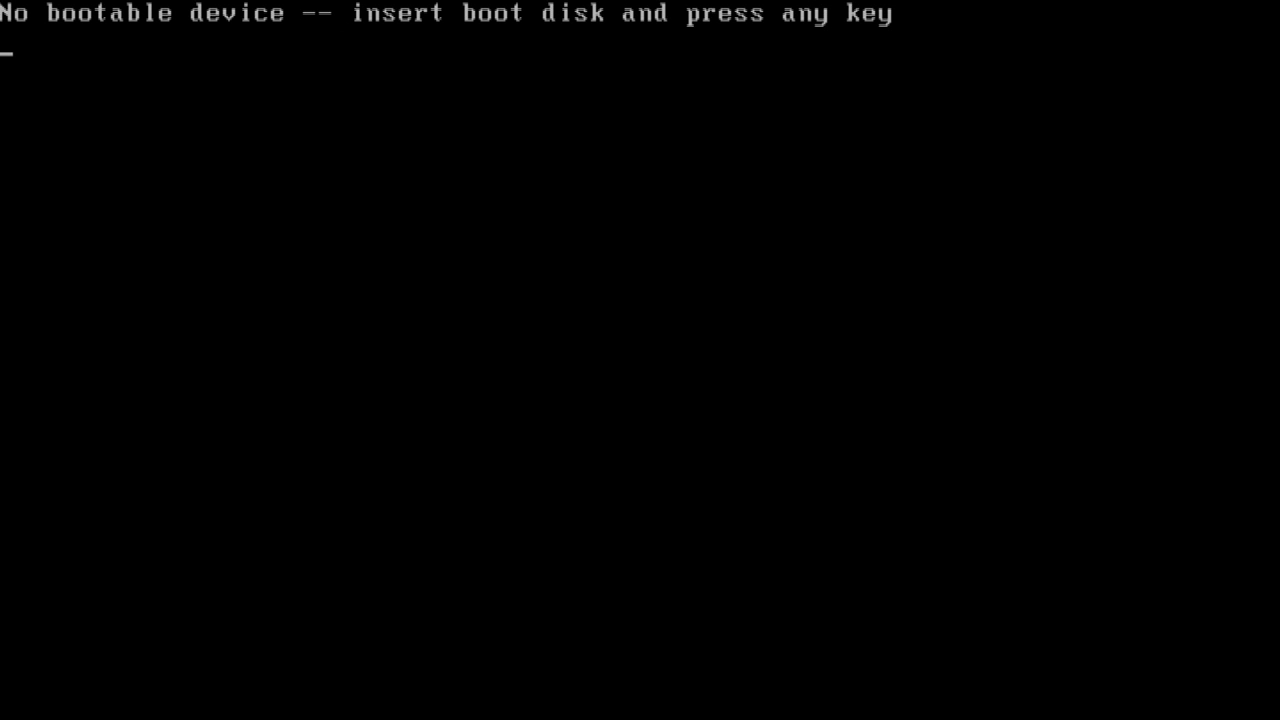 No bootable device -- insert boot disk and press any key